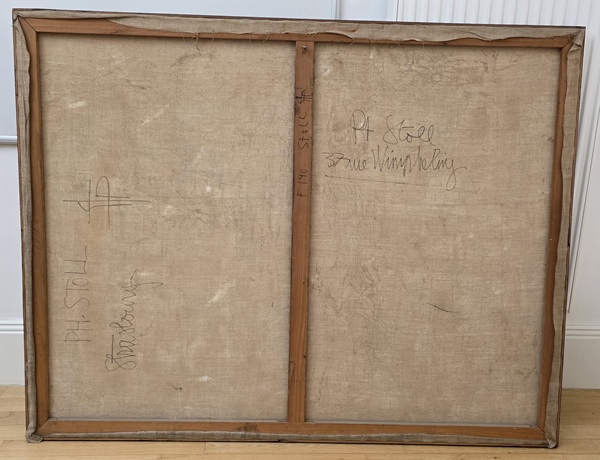 PH. STOLL
Strasbourg
F 140 Stoll
PH Stoll
37 rue Wimpheling